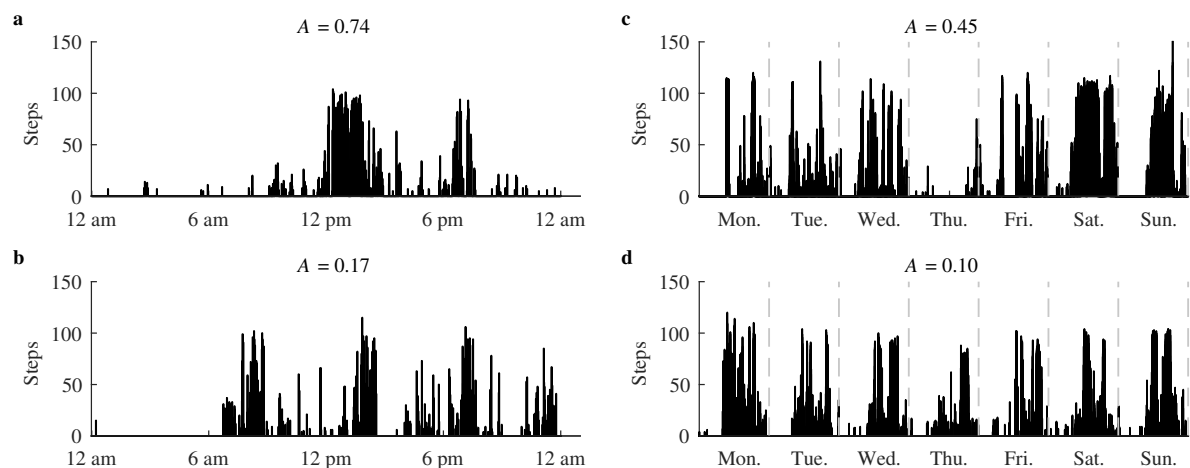 a
A = 0.74
150
100
50
0
Steps
12 am 6 am 12 pm 6 pm 12 am
b
A = 0.17
150
100
50
0
Steps
12 am 6 am 12 pm 6 pm 12 am
c
A = 0.45
150
100
50
0
Steps
Mon. Tue. Wed. Thu. Fri. Sat. Sun.
d
A = 0.10
150
100
50
0
Steps
Mon. Tue. Wed. Thu. Fri. Sat. Sun.